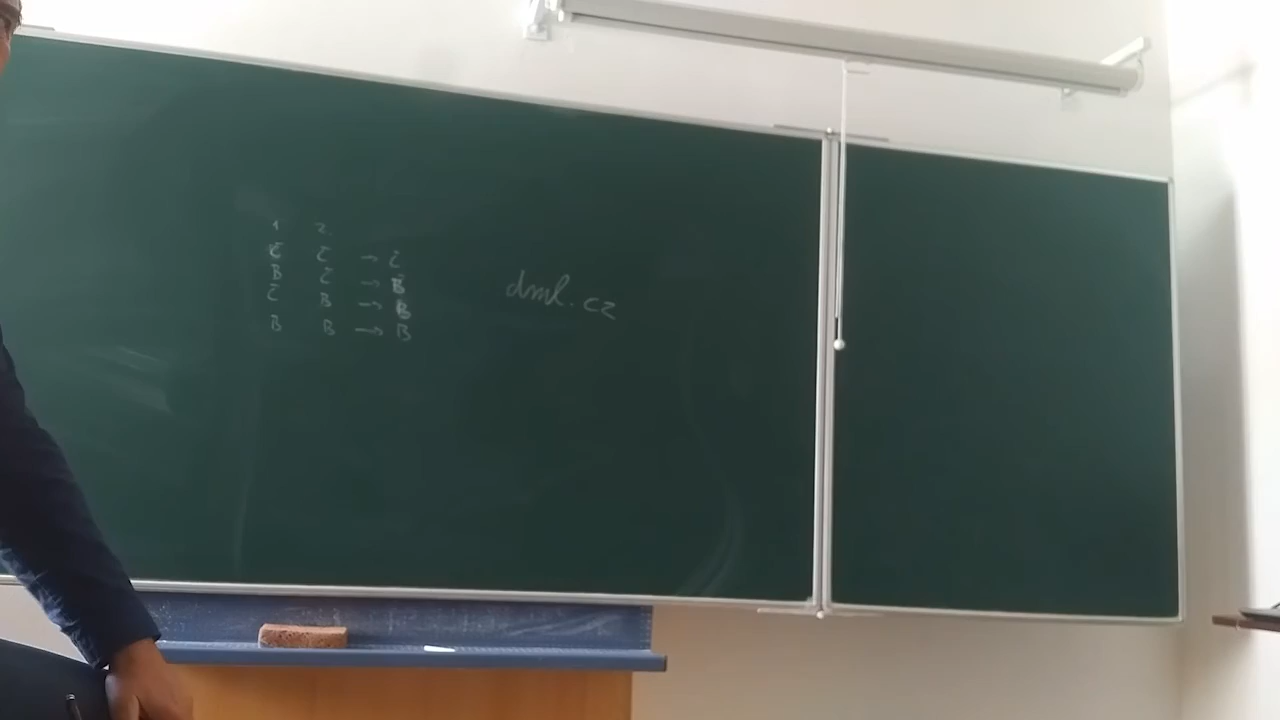 1 2.
Č Č → Č
B Č → B
Č B → B
B B → B
dml.cz